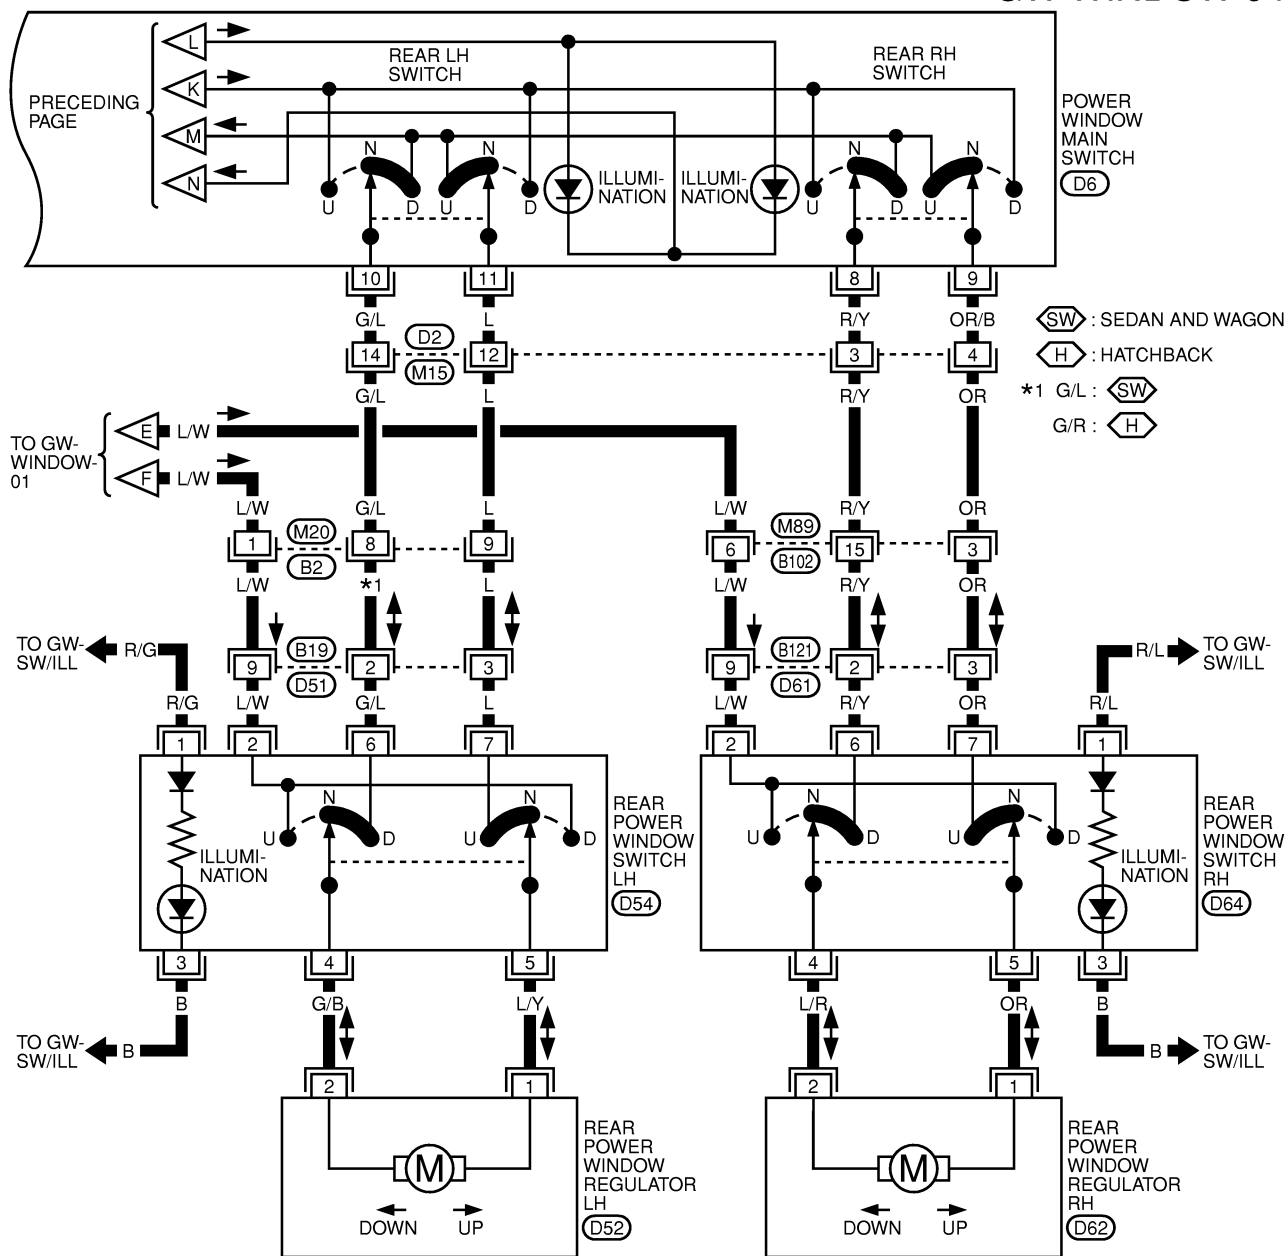 L
REAR LH
SWITCH
REAR RH
SWITCH
K
PRECEDING
PAGE
POWER
WINDOW
MAIN
SWITCH
D6
M
N
N N N N
U D U D
ILLUMI-
NATION
ILLUMI-
NATION
U D U D
10 11 8 9
G/L L R/Y OR/B
SW : SEDAN AND WAGON
D2
14 12 3 4
H : HATCHBACK
M15
G/L L R/Y OR
*1 G/L : SW
G/R : H
TO GW-
WINDOW-
01
E L/W
F L/W
L/W G/L L L/W R/Y OR
M20 M89
1 8 9 6 15 3
B2 B102
L/W *1 L L/W R/Y OR
TO GW-
SW/ILL
R/G
B19 B121
R/L
TO GW-
SW/ILL
9 2 3 9 2 3
D51 D61
R/G L/W G/L L L/W R/Y OR R/L
1 2 6 7 2 6 7 1
N N N N
U D U D U D U D
ILLUMI-
NATION
REAR
POWER
WINDOW
SWITCH
LH
D54
ILLUMI-
NATION
REAR
POWER
WINDOW
SWITCH
RH
D64
3 4 5 4 5 3
B G/B L/Y L/R OR B
TO GW-
SW/ILL
B
B
TO GW-
SW/ILL
2 1 2 1
M
REAR
POWER
WINDOW
REGULATOR
LH
D52
DOWN UP
M
REAR
POWER
WINDOW
REGULATOR
RH
D62
DOWN UP